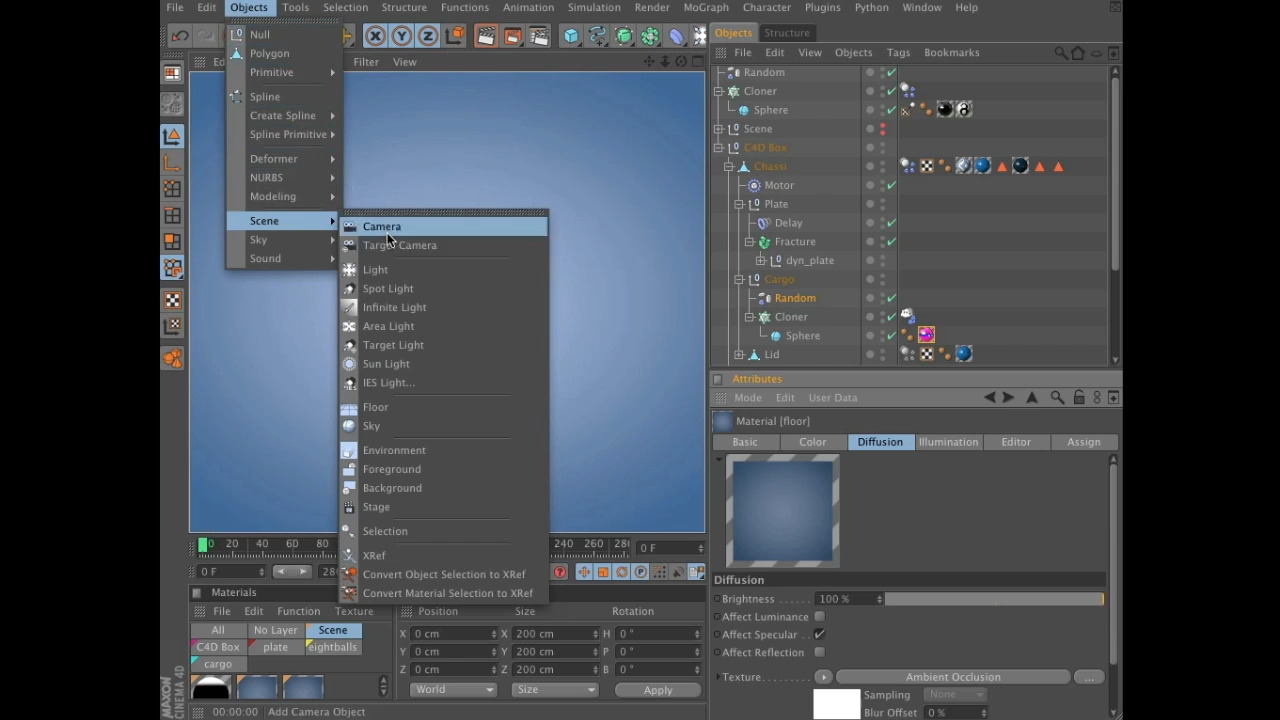 File Edit Objects Tools Selection Structure Functions Animation Simulation Render MoGraph Character Plugins Python Window Help
Null
Polygon
Primitive
Spline
Create Spline
Spline Primitive
Deformer
NURBS
Modeling
Scene
Sky
Sound
Ed
Filter View
Camera
Target Camera
Light
Spot Light
Infinite Light
Area Light
Target Light
Sun Light
IES Light...
Floor
Sky
Environment
Foreground
Background
Stage
Selection
XRef
Convert Object Selection to XRef
Convert Material Selection to XRef
Objects Structure
File Edit View Objects Tags Bookmarks
Random
Cloner
Sphere
Scene
C4D Box
Chassi
Motor
Plate
Delay
Fracture
dyn_plate
Cargo
Random
Cloner
Sphere
Lid
Attributes
Mode Edit User Data
Material [floor]
Basic Color Diffusion Illumination Editor Assign
Diffusion
Brightness 100 %
Affect Luminance
Affect Specular
Affect Reflection
Texture Ambient Occlusion ...
Sampling None
Blur Offset 0 %
0 20 40 60 80 240 260 28 0 F
0 F 28
Materials
File Edit Function Texture
All No Layer Scene
C4D Box plate eightballs
cargo
Position Size Rotation
X 0 cm X 200 cm H 0 °
Y 0 cm Y 200 cm P 0 °
Z 0 cm Z 200 cm B 0 °
World Size Apply
MAXON
CINEMA 4D
00:00:00 Add Camera Object